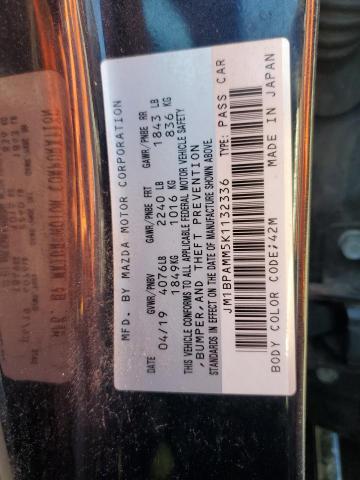 MFD. BY MAZDA MOTOR CORPORATION
DATE GVWR/PNBV GAWR/PNBE FRT GAWR/PNBE RR
04/19 4076LB 2240 LB 1843 LB
1849KG 1016 KG 836 KG
THIS VEHICLE CONFORMS TO ALL APPLICABLE FEDERAL MOTOR VEHICLE SAFETY
,BUMPER,AND THEFT PREVENTION
STANDARDS IN EFFECT ON THE DATE OF MANUFACTURE SHOWN ABOVE.
JM1BPAMM5K1132336 TYPE: PASS CAR
BODY COLOR CODE;42M MADE IN JAPAN